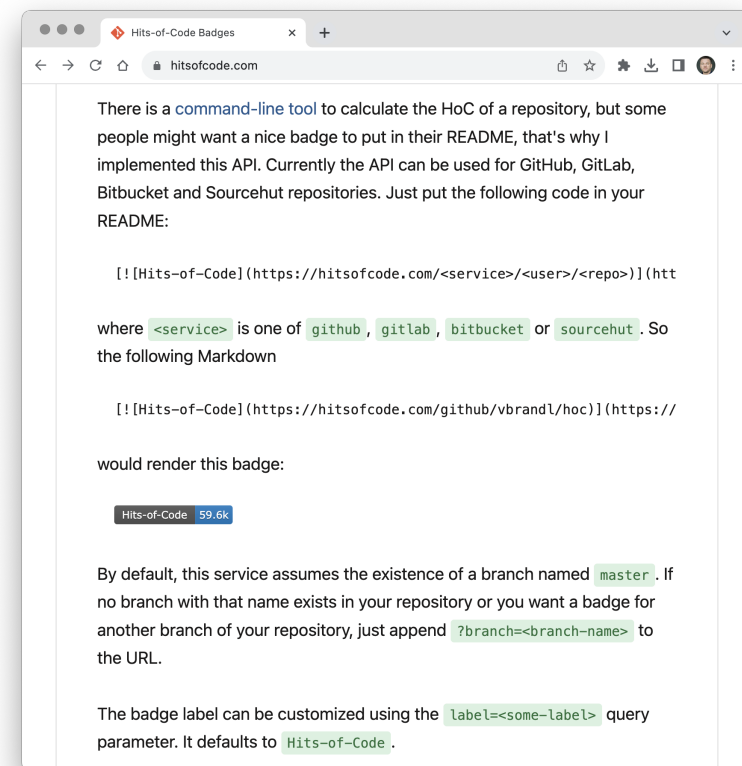 Hits-of-Code Badges
hitsofcode.com
There is a command-line tool to calculate the HoC of a repository, but some
people might want a nice badge to put in their README, that's why I
implemented this API. Currently the API can be used for GitHub, GitLab,
Bitbucket and Sourcehut repositories. Just put the following code in your
README:
[![Hits-of-Code](https://hitsofcode.com/<service>/<user>/<repo>)](htt
where <service> is one of github, gitlab, bitbucket or sourcehut. So
the following Markdown
[![Hits-of-Code](https://hitsofcode.com/github/vbrandl/hoc)](https://
would render this badge:
Hits-of-Code 59.6k
By default, this service assumes the existence of a branch named master. If
no branch with that name exists in your repository or you want a badge for
another branch of your repository, just append ?branch=<branch-name> to
the URL.
The badge label can be customized using the label=<some-label> query
parameter. It defaults to Hits-of-Code.